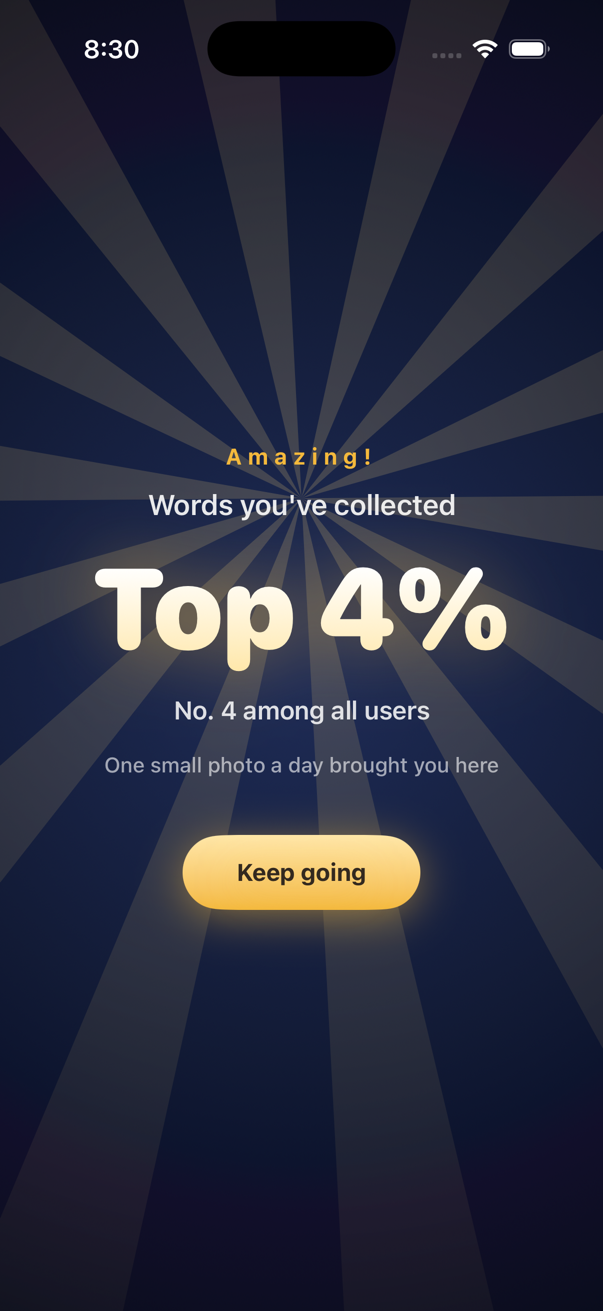 8:30
Amazing!
Words you've collected
Top 4%
No. 4 among all users
One small photo a day brought you here
Keep going